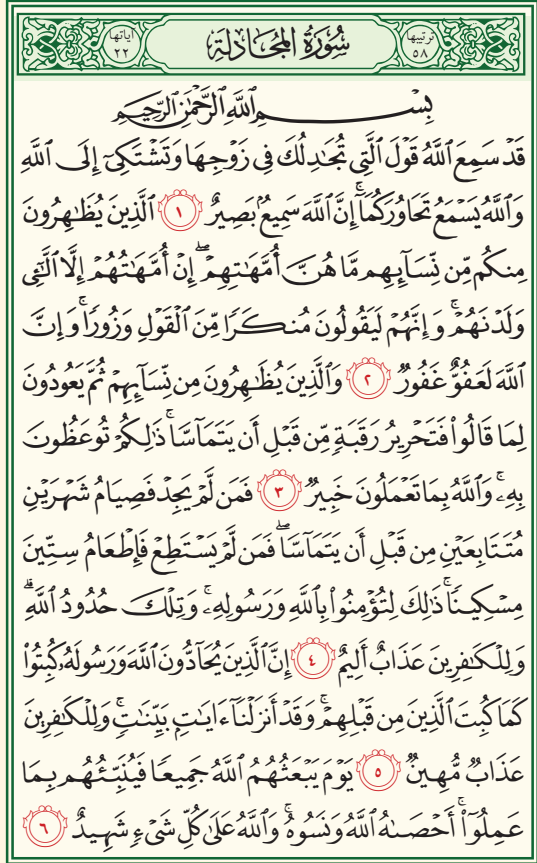 ترتيبها ٥٨ سُورَةُ المُجَادلَةِ آياتها ٢٢
بِسْمِ ٱللَّهِ ٱلرَّحْمَٰنِ ٱلرَّحِيمِ
قَدْ سَمِعَ ٱللَّهُ قَوْلَ ٱلَّتِى تُجَٰدِلُكَ فِى زَوْجِهَا وَتَشْتَكِىٓ إِلَى ٱللَّهِ
وَٱللَّهُ يَسْمَعُ تَحَاوُرَكُمَآۚ إِنَّ ٱللَّهَ سَمِيعٌۢ بَصِيرٌ ١ ٱلَّذِينَ يُظَٰهِرُونَ
مِنكُم مِّن نِّسَآئِهِم مَّا هُنَّ أُمَّهَٰتِهِمْۖ إِنْ أُمَّهَٰتُهُمْ إِلَّا ٱلَّٰٓـِٔى
وَلَدْنَهُمْۚ وَإِنَّهُمْ لَيَقُولُونَ مُنكَرًا مِّنَ ٱلْقَوْلِ وَزُورًاۚ وَإِنَّ
ٱللَّهَ لَعَفُوٌّ غَفُورٌ ٢ وَٱلَّذِينَ يُظَٰهِرُونَ مِن نِّسَآئِهِمْ ثُمَّ يَعُودُونَ
لِمَا قَالُوا۟ فَتَحْرِيرُ رَقَبَةٍ مِّن قَبْلِ أَن يَتَمَآسَّاۚ ذَٰلِكُمْ تُوعَظُونَ
بِهِۦۚ وَٱللَّهُ بِمَا تَعْمَلُونَ خَبِيرٌ ٣ فَمَن لَّمْ يَجِدْ فَصِيَامُ شَهْرَيْنِ
مُتَتَابِعَيْنِ مِن قَبْلِ أَن يَتَمَآسَّاۖ فَمَن لَّمْ يَسْتَطِعْ فَإِطْعَامُ سِتِّينَ
مِسْكِينًاۚ ذَٰلِكَ لِتُؤْمِنُوا۟ بِٱللَّهِ وَرَسُولِهِۦۚ وَتِلْكَ حُدُودُ ٱللَّهِۗ
وَلِلْكَٰفِرِينَ عَذَابٌ أَلِيمٌ ٤ إِنَّ ٱلَّذِينَ يُحَآدُّونَ ٱللَّهَ وَرَسُولَهُۥ كُبِتُوا۟
كَمَا كُبِتَ ٱلَّذِينَ مِن قَبْلِهِمْۚ وَقَدْ أَنزَلْنَآ ءَايَٰتٍۭ بَيِّنَٰتٍۚ وَلِلْكَٰفِرِينَ
عَذَابٌ مُّهِينٌ ٥ يَوْمَ يَبْعَثُهُمُ ٱللَّهُ جَمِيعًا فَيُنَبِّئُهُم بِمَا
عَمِلُوٓا۟ۚ أَحْصَىٰهُ ٱللَّهُ وَنَسُوهُۚ وَٱللَّهُ عَلَىٰ كُلِّ شَىْءٍ شَهِيدٌ ٦